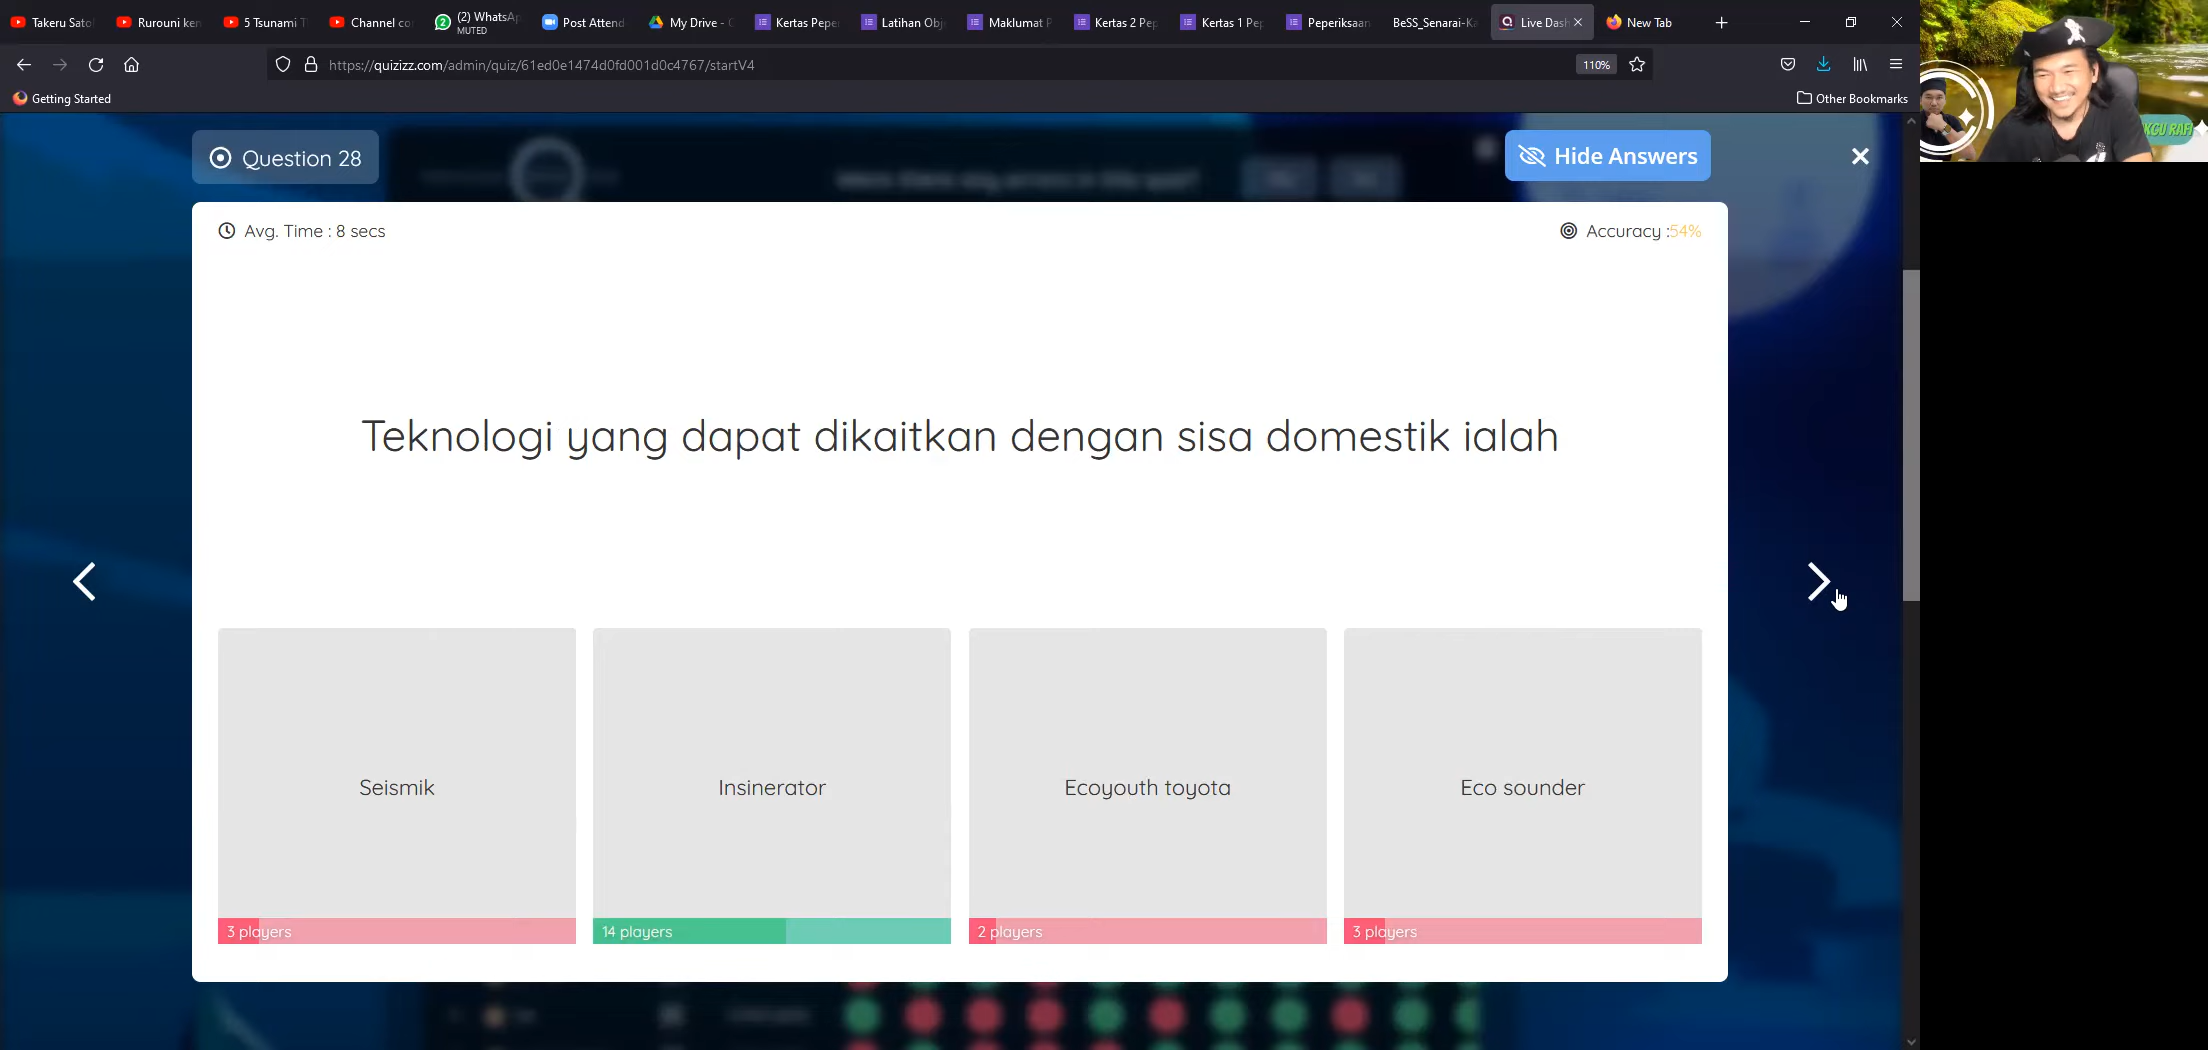 Takeru Sato
Rurouni ken
5 Tsunami T
Channel co
(2) WhatsAp
MUTED
Post Attend
My Drive - G
Kertas Pepe
Latihan Obj
Maklumat P
Kertas 2 Pep
Kertas 1 Pep
Peperiksaan
BeSS_Senarai-Ka
Live Dash
New Tab
https://quizizz.com/admin/quiz/61ed0e1474d0fd001d0c4767/startV4
110%
Getting Started
Other Bookmarks
Question 28
Hide Answers
Avg. Time : 8 secs
Accuracy :54%
Teknologi yang dapat dikaitkan dengan sisa domestik ialah
Seismik
Insinerator
Ecoyouth toyota
Eco sounder
3 players
14 players
2 players
3 players